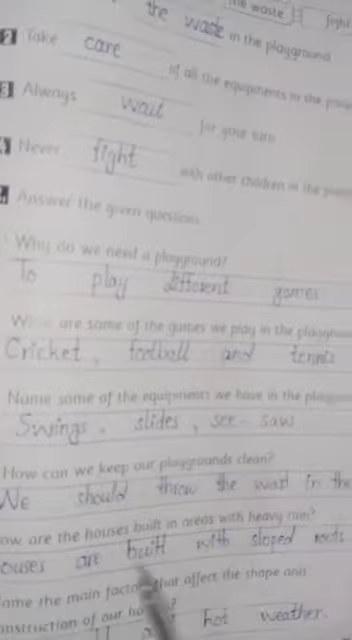 the waste fight
the waste in the playground
2 Take care of all the equipments in the
3 Always wait for your turn
Never fight with other children in the
Answer the given questions
Why do we need a playground?
To play different games
are some of the games we play in the
Cricket, football and tennis
Name some of the equipments we have in the
Swings, slides, see-saw
How can we keep our playgrounds clean?
We should throw the wast in the
ow are the houses built in areas with heavy rain?
ouses are built with sloped roofs
ame the main factor that affect the shape and
nstruction of our ho ?
hot weather.